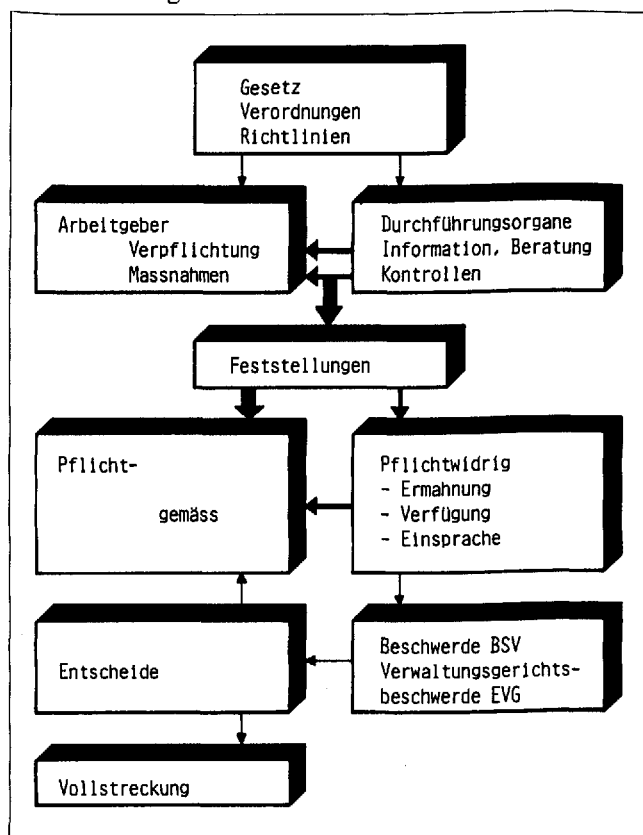 Gesetz
Verordnungen
Richtlinien
Arbeitgeber
Verpflichtung
Massnahmen
Durchführungsorgane
Information, Beratung
Kontrollen
Feststellungen
Pflicht-
gemäss
Pflichtwidrig
- Ermahnung
- Verfügung
- Einsprache
Entscheide
Beschwerde BSV
Verwaltungsgerichts-
beschwerde EVG
Vollstreckung